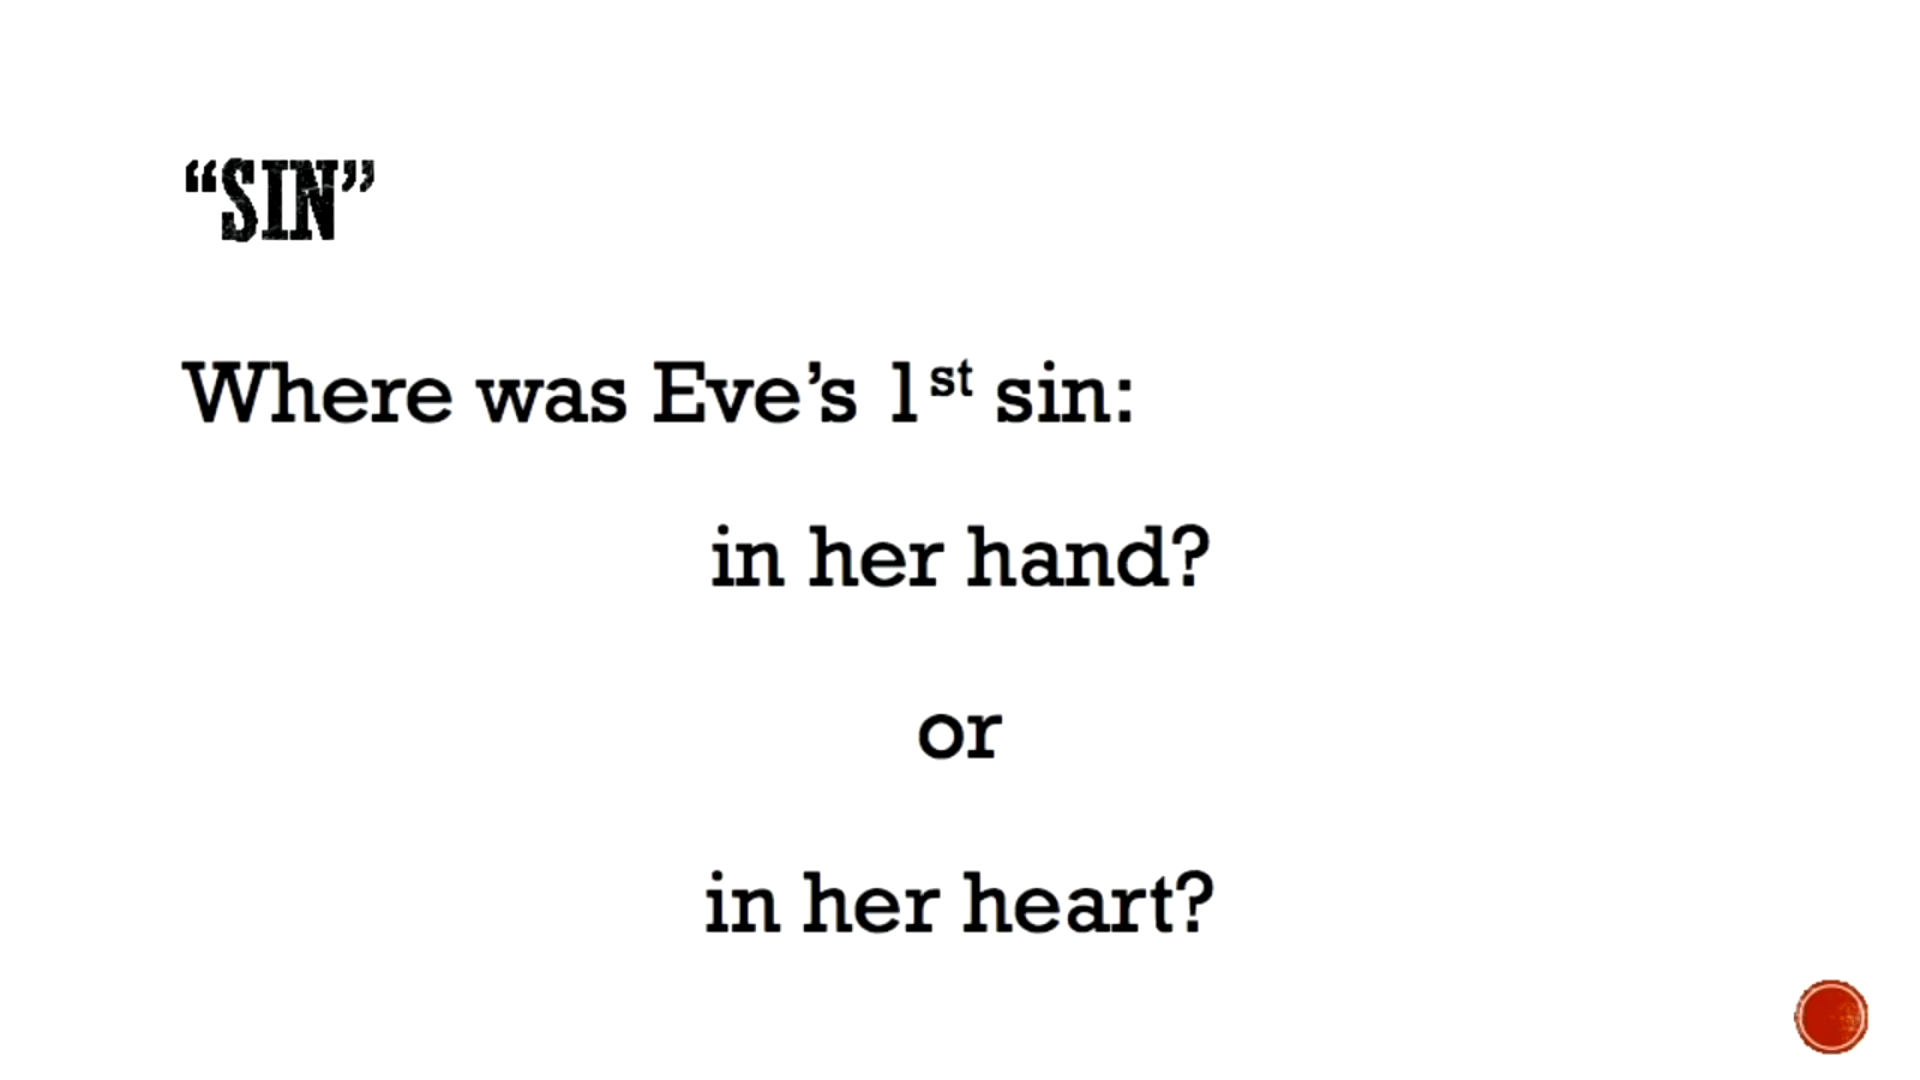 “SIN”
Where was Eve’s 1st sin:
in her hand?
or
in her heart?